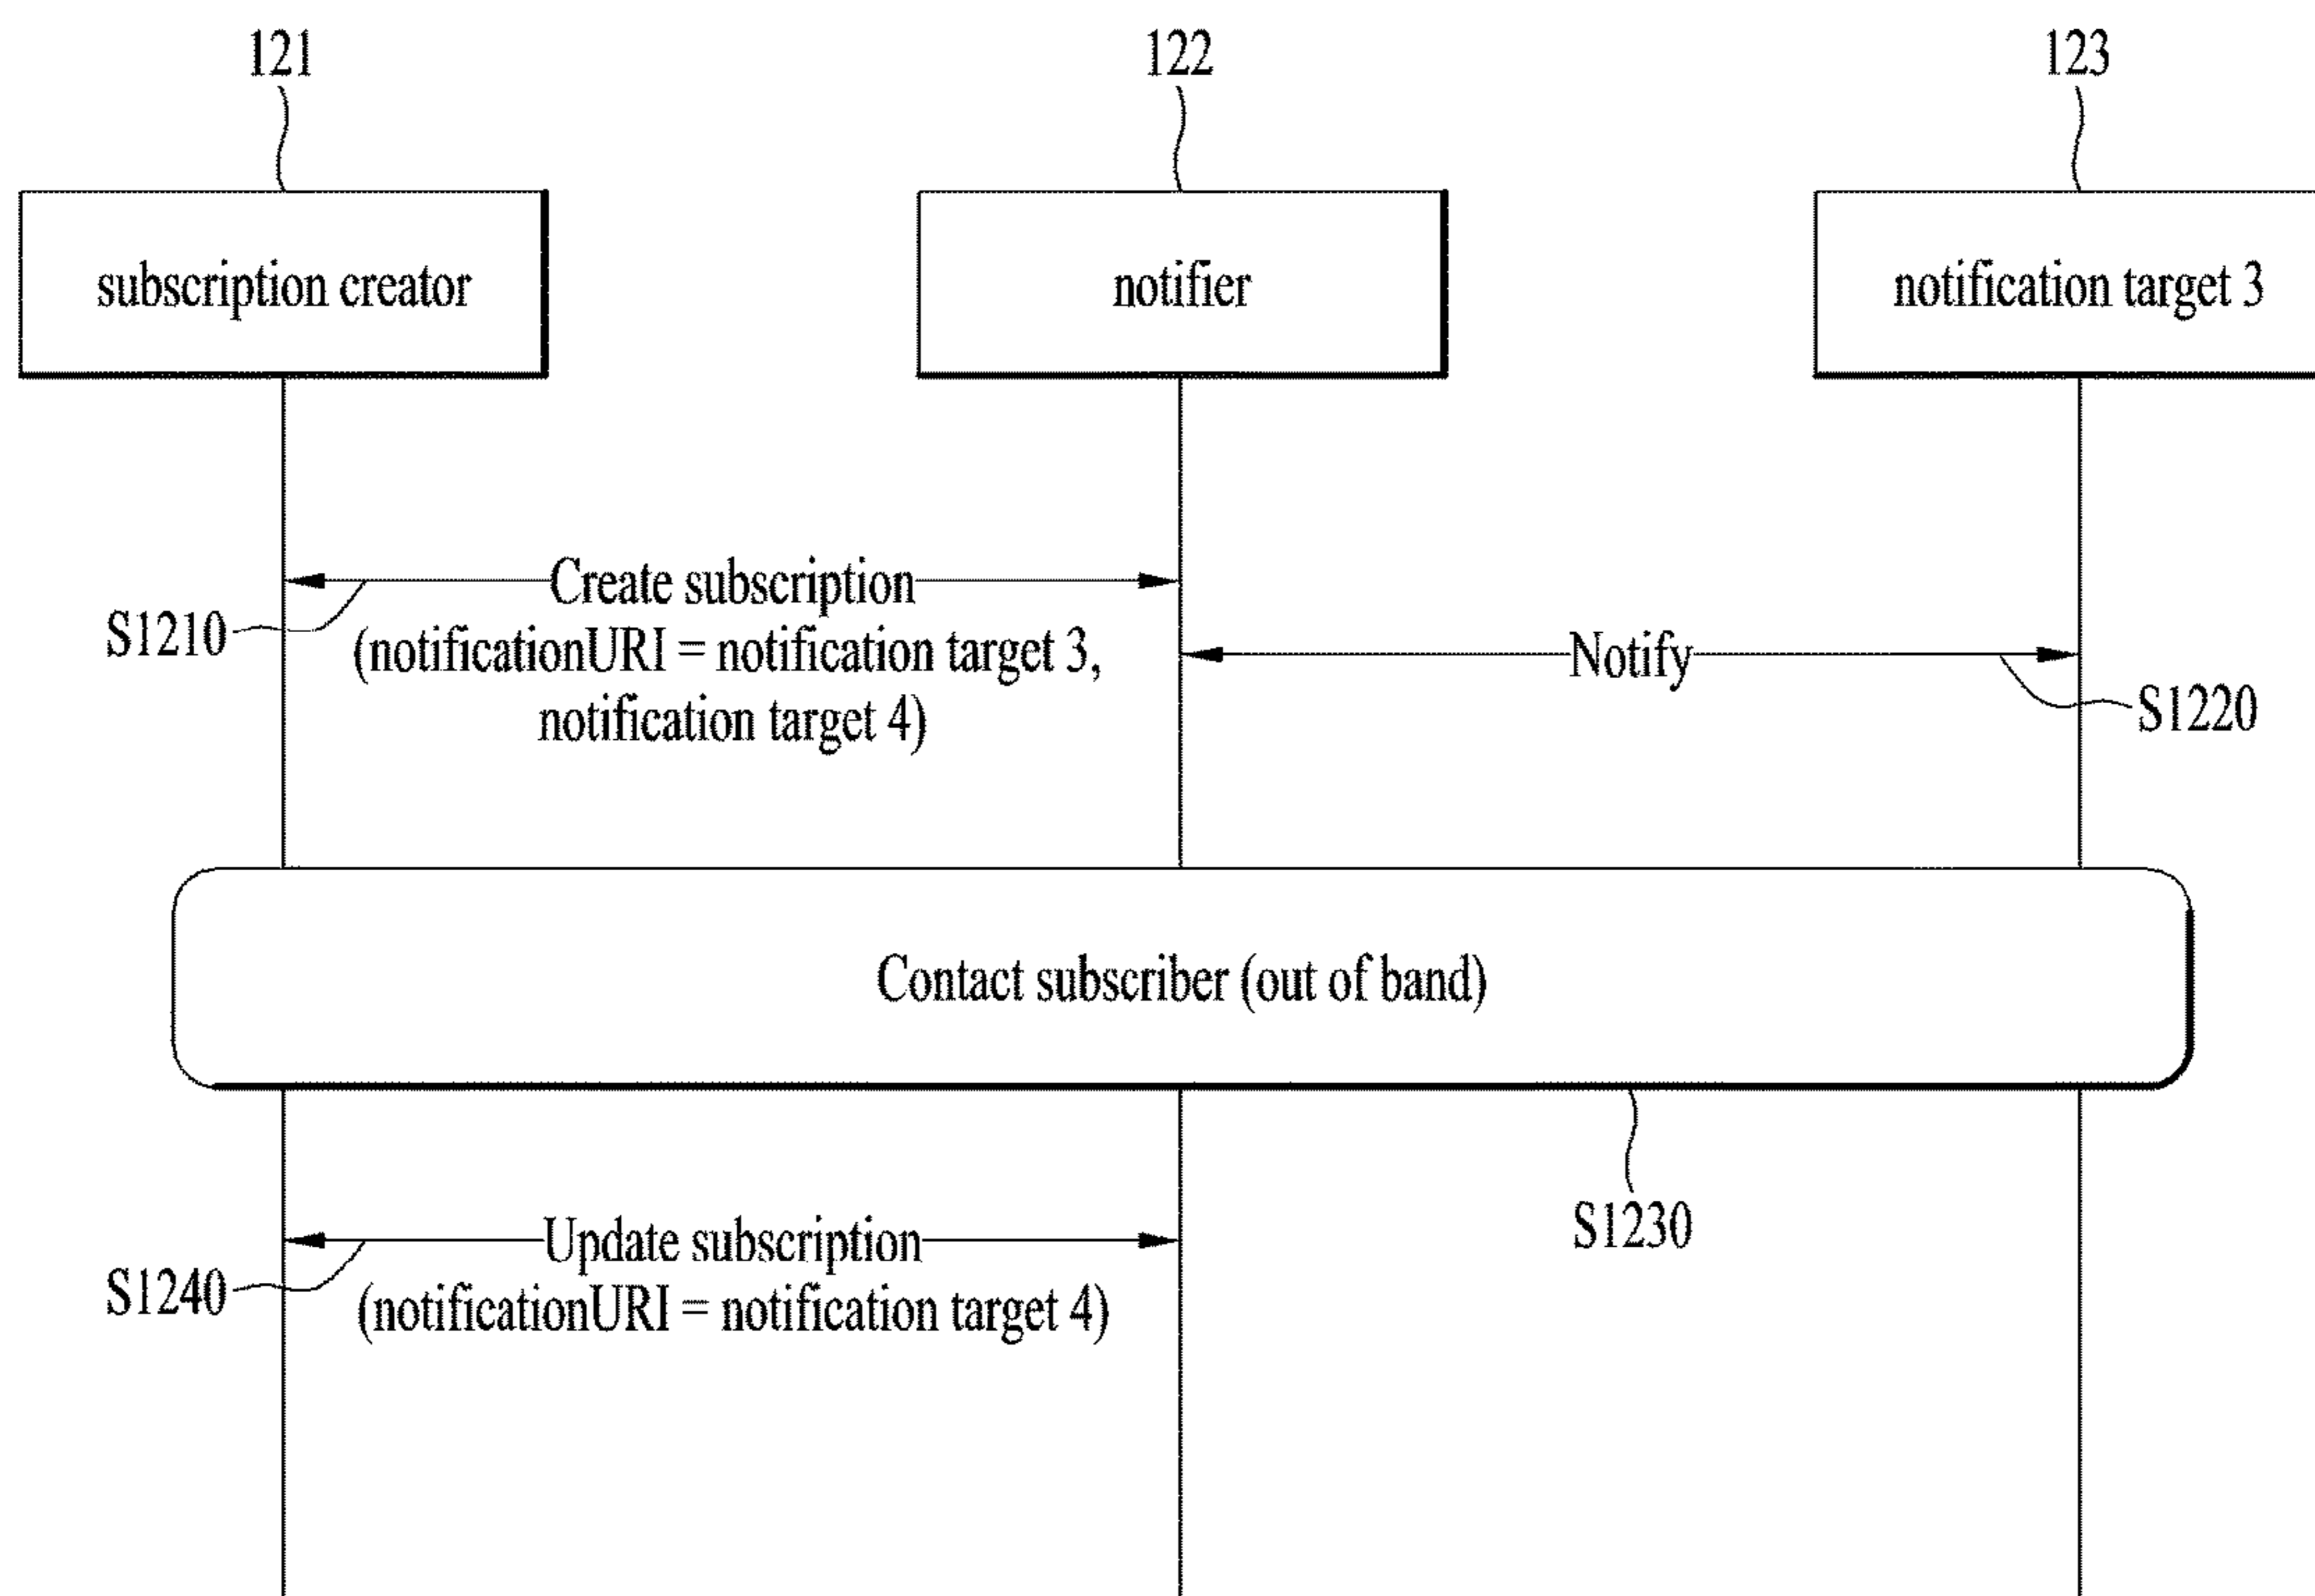 121
122
123
subscription creator
notifier
notification target 3
Create subscription
S1210
(notificationURI = notification target 3,
notification target 4)
Notify
S1220
Contact subscriber (out of band)
S1230
Update subscription
S1240
(notificationURI = notification target 4)